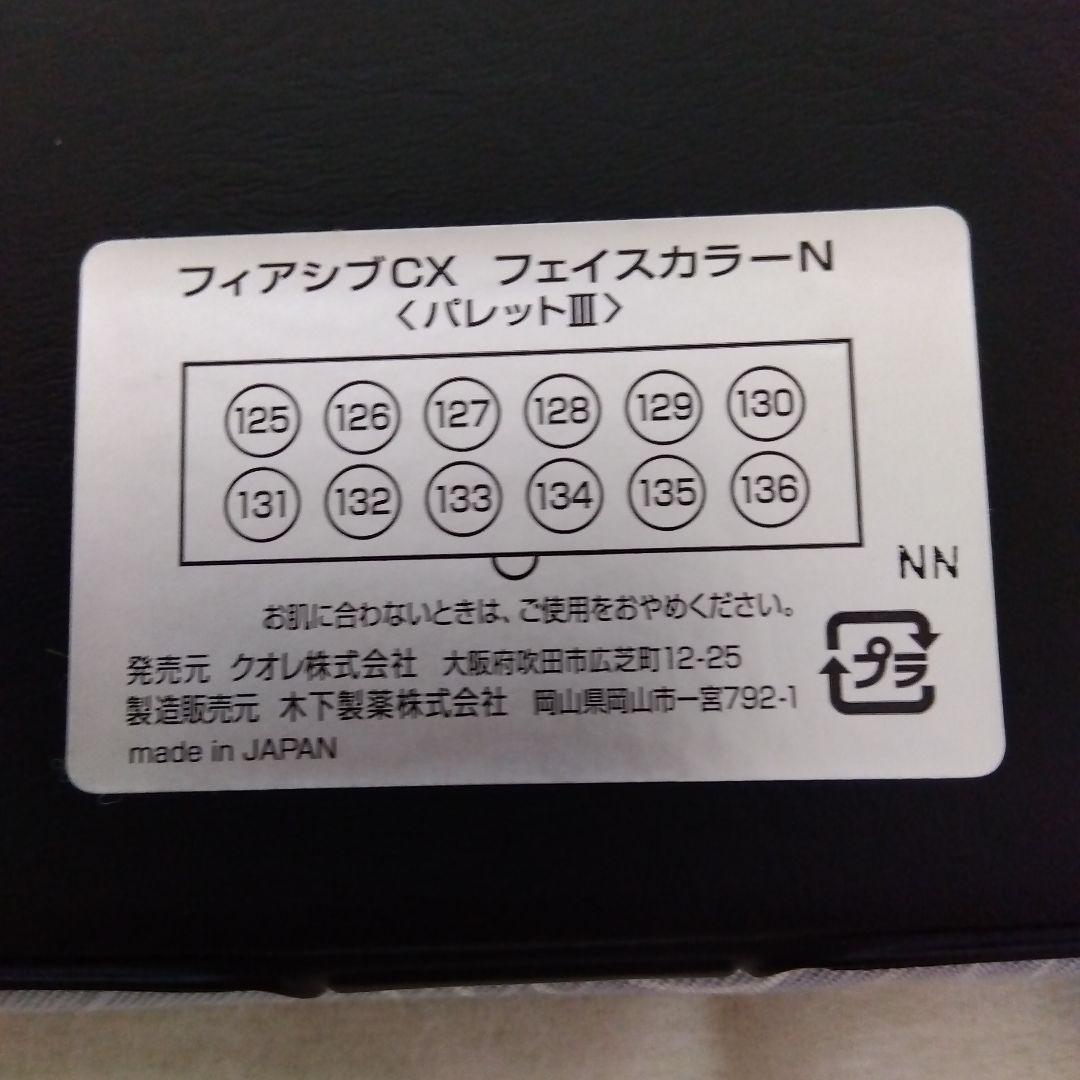 フィアシブCX フェイスカラーN
〈パレットⅢ〉
125 126 127 128 129 130
131 132 133 134 135 136
NN
お肌に合わないときは、ご使用をおやめください。
発売元 クオレ株式会社 大阪府吹田市広芝町12-25
製造販売元 木下製薬株式会社 岡山県岡山市一宮792-1
made in JAPAN
プラ